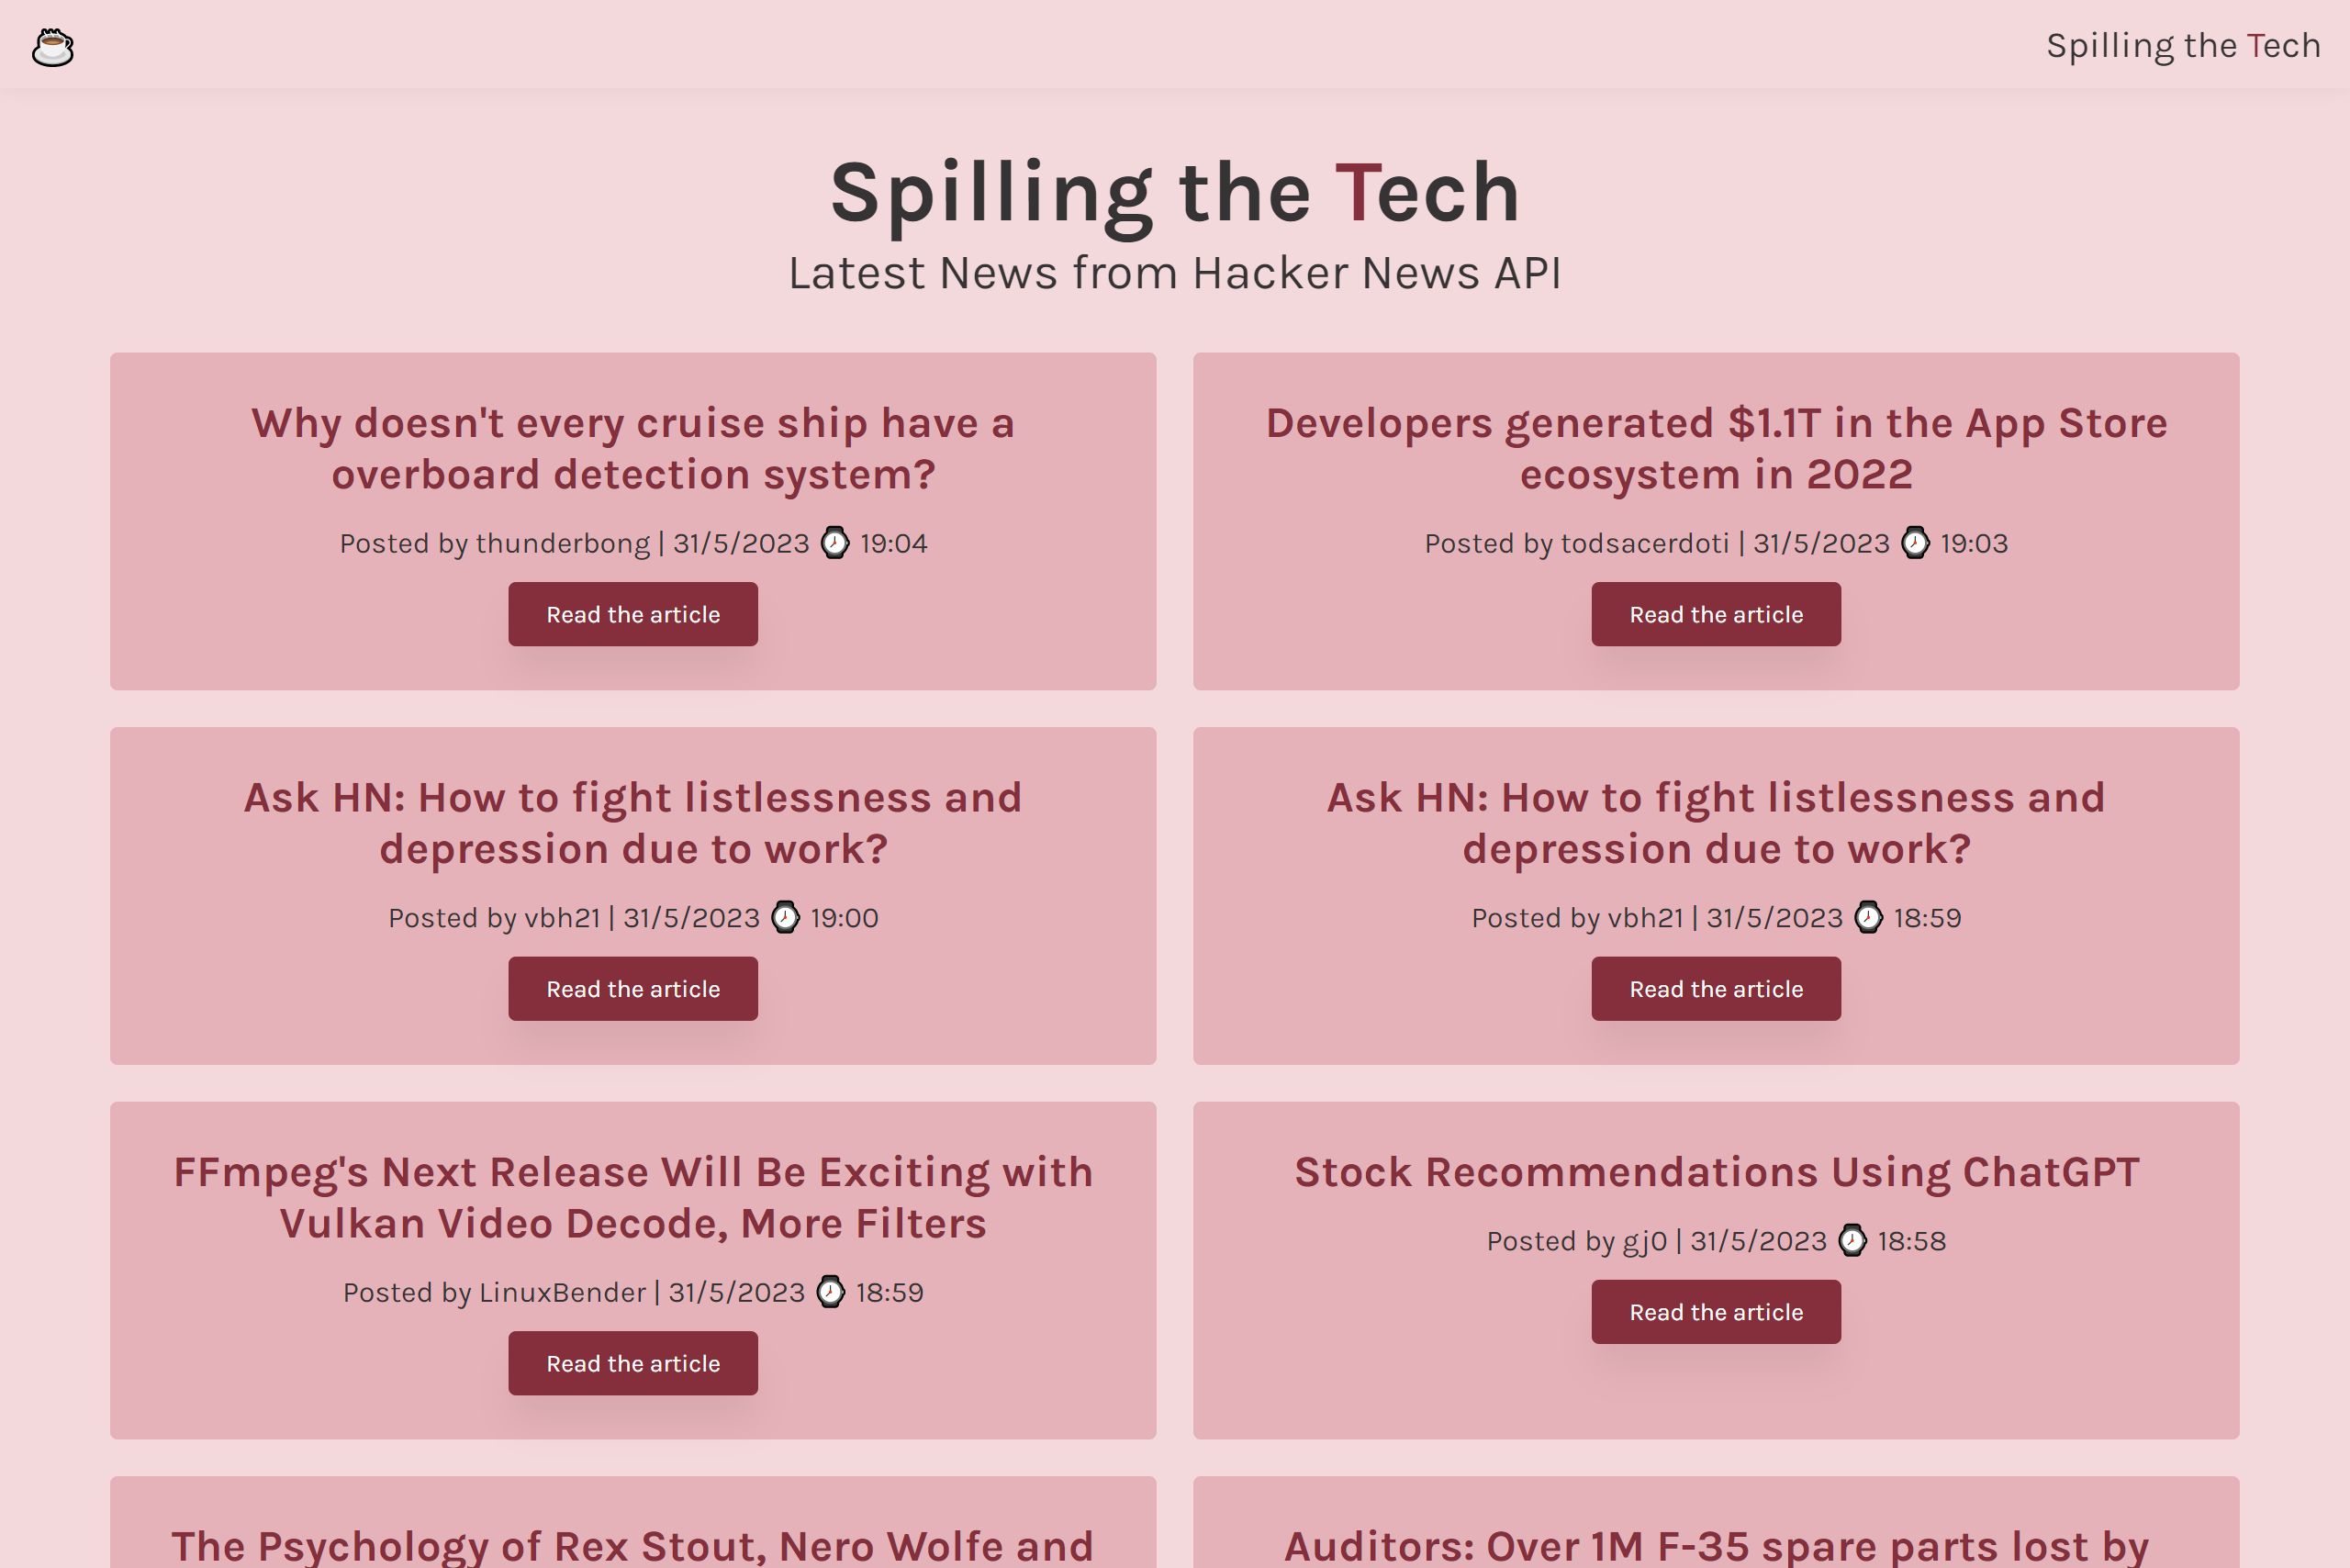 Spilling the Tech
Spilling the Tech
Latest News from Hacker News API
Why doesn't every cruise ship have a
overboard detection system?
Posted by thunderbong | 31/5/2023 ⌚ 19:04
Read the article
Developers generated $1.1T in the App Store
ecosystem in 2022
Posted by todsacerdoti | 31/5/2023 ⌚ 19:03
Read the article
Ask HN: How to fight listlessness and
depression due to work?
Posted by vbh21 | 31/5/2023 ⌚ 19:00
Read the article
Ask HN: How to fight listlessness and
depression due to work?
Posted by vbh21 | 31/5/2023 ⌚ 18:59
Read the article
FFmpeg's Next Release Will Be Exciting with
Vulkan Video Decode, More Filters
Posted by LinuxBender | 31/5/2023 ⌚ 18:59
Read the article
Stock Recommendations Using ChatGPT
Posted by gj0 | 31/5/2023 ⌚ 18:58
Read the article
The Psychology of Rex Stout, Nero Wolfe and
Auditors: Over 1M F-35 spare parts lost by